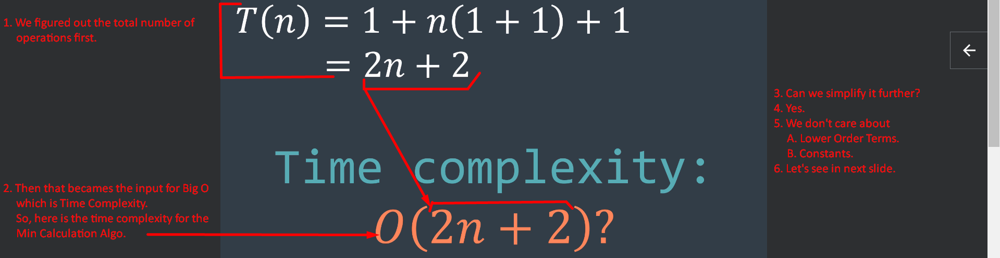 T(n) = 1 + n(1 + 1) + 1
= 2n + 2
1. We figured out the total number of
operations first.
Time complexity:
O(2n + 2)?
2. Then that becames the input for Big O
which is Time Complexity.
So, here is the time complexity for the
Min Calculation Algo.
3. Can we simplify it further?
4. Yes.
5. We don't care about
A. Lower Order Terms.
B. Constants.
6. Let's see in next slide.